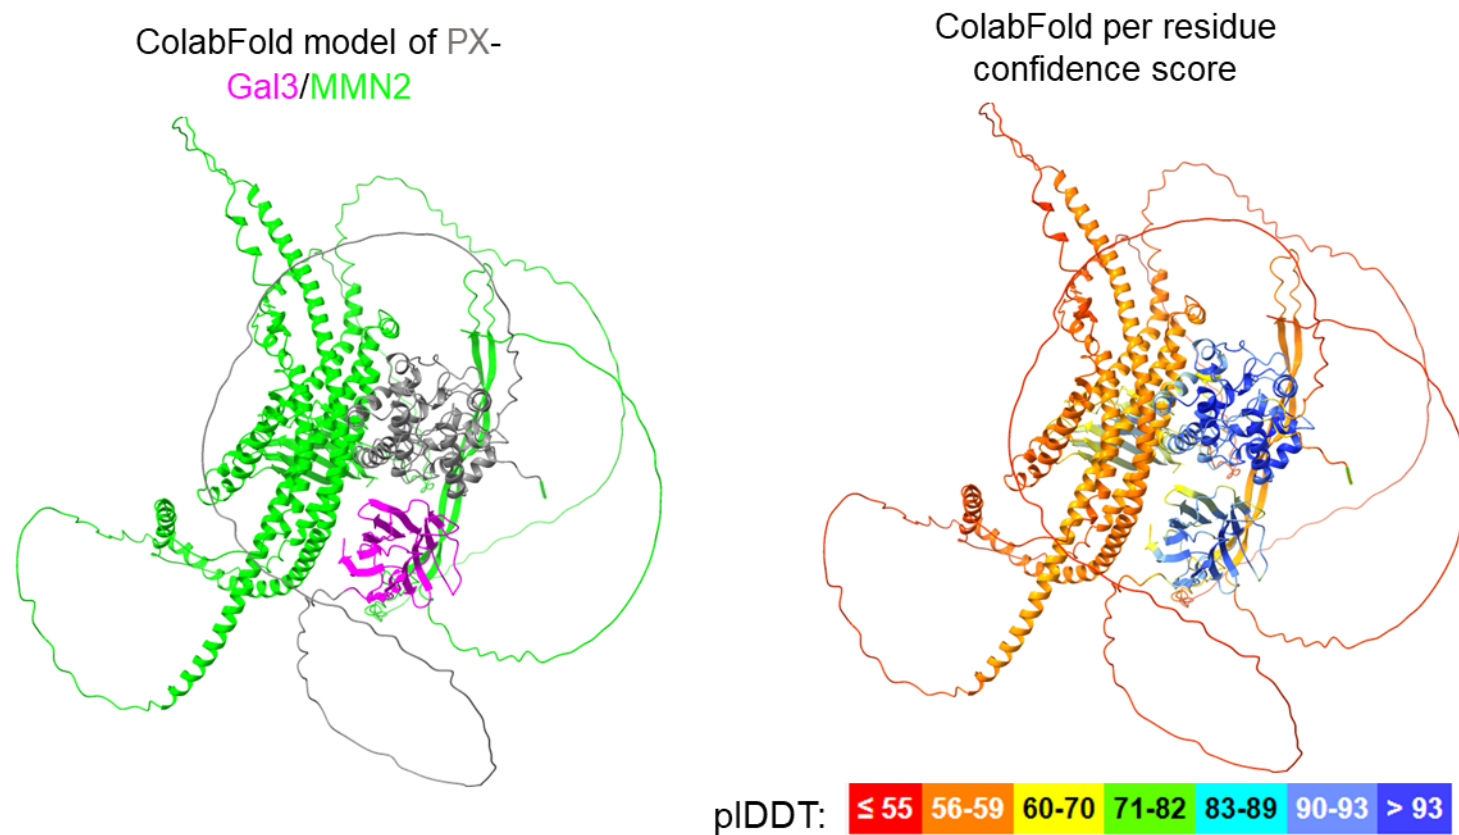 ColabFold model of PX-
Gal3/MMN2
ColabFold per residue
confidence score
plDDT: ≤ 55 56-59 60-70 71-82 83-89 90-93 > 93